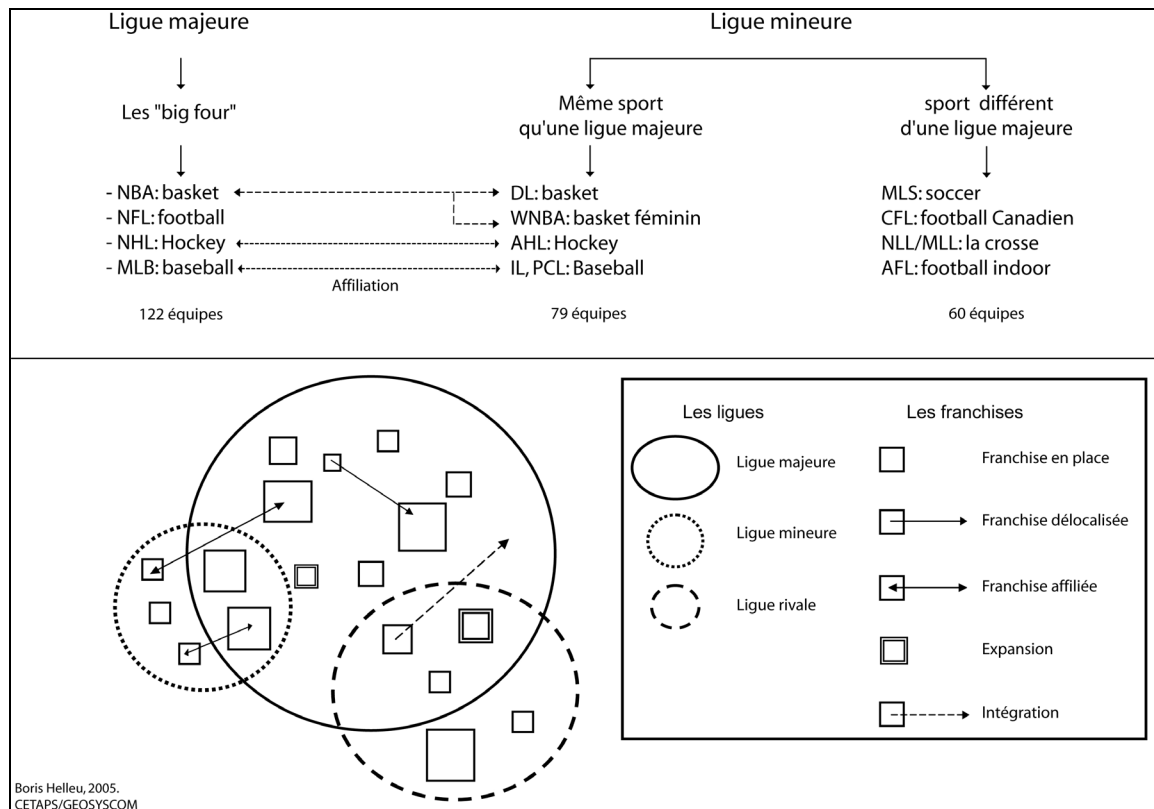 Ligue majeure
Ligue mineure
Les "big four"
Même sport
qu'une ligue majeure
sport différent
d'une ligue majeure
- NBA: basket
- NFL: football
- NHL: Hockey
- MLB: baseball
Affiliation
DL: basket
WNBA: basket féminin
AHL: Hockey
IL, PCL: Baseball
MLS: soccer
CFL: football Canadien
NLL/MLL: la crosse
AFL: football indoor
122 équipes
79 équipes
60 équipes
Les ligues
Ligue majeure
Ligue mineure
Ligue rivale
Les franchises
Franchise en place
Franchise délocalisée
Franchise affiliée
Expansion
Intégration
Boris Helleu, 2005.
CETAPS/GEOSYSCOM